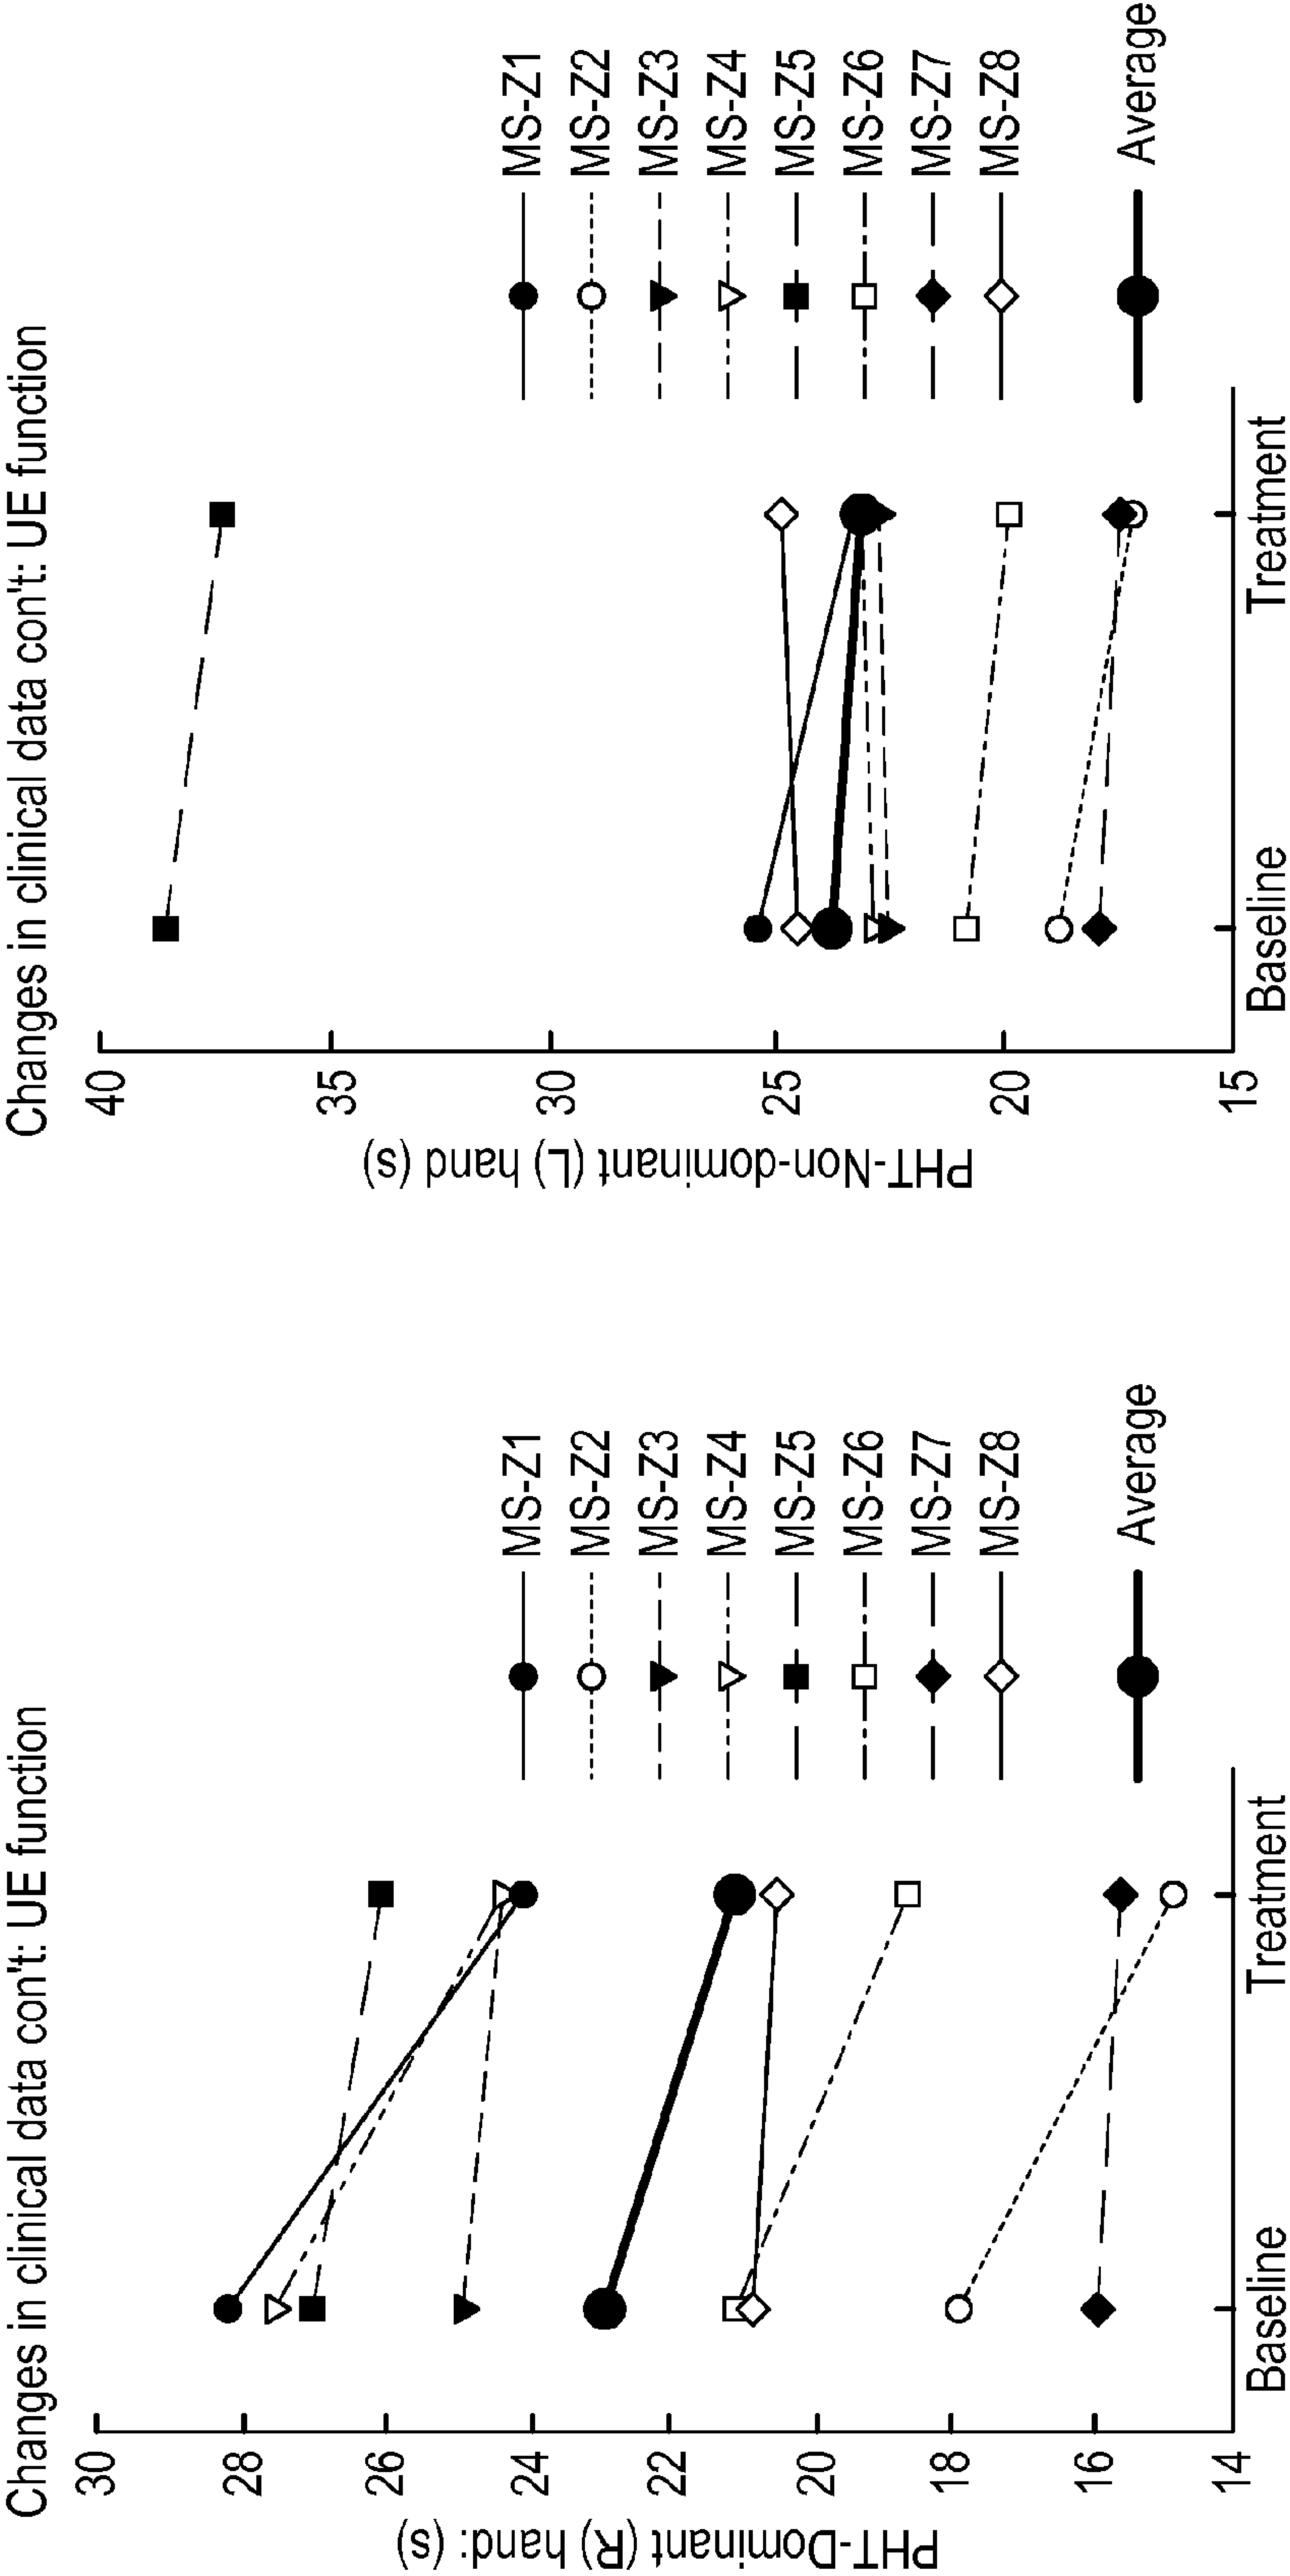 Changes in clinical data con't: UE function
PHT-Dominant (R) hand: (s)
30
28
26
24
22
20
18
16
14
Baseline
Treatment
MS-Z1
MS-Z2
MS-Z3
MS-Z4
MS-Z5
MS-Z6
MS-Z7
MS-Z8
Average
Changes in clinical data con't: UE function
PHT-Non-dominant (L) hand (s)
40
35
30
25
20
15
Baseline
Treatment
MS-Z1
MS-Z2
MS-Z3
MS-Z4
MS-Z5
MS-Z6
MS-Z7
MS-Z8
Average